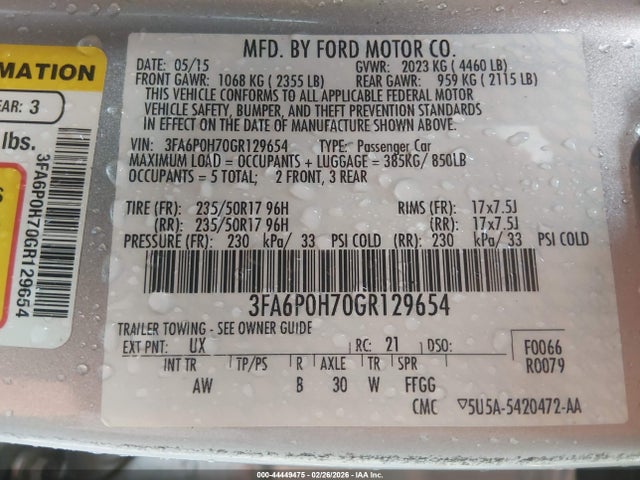 MFD. BY FORD MOTOR CO.
DATE: 05/15 GVWR: 2023 KG ( 4460 LB)
FRONT GAWR: 1068 KG ( 2355 LB) REAR GAWR: 959 KG ( 2115 LB)
THIS VEHICLE CONFORMS TO ALL APPLICABLE FEDERAL MOTOR
VEHICLE SAFETY, BUMPER, AND THEFT PREVENTION STANDARDS
IN EFFECT ON THE DATE OF MANUFACTURE SHOWN ABOVE.
VIN: 3FA6P0H70GR129654 TYPE: Passenger Car
MAXIMUM LOAD = OCCUPANTS + LUGGAGE = 385KG/ 850LB
OCCUPANTS = 5 TOTAL; 2 FRONT, 3 REAR
TIRE (FR): 235/50R17 96H RIMS (FR): 17x7.5J
(RR): 235/50R17 96H (RR): 17x7.5J
PRESSURE (FR): 230 kPa/ 33 PSI COLD (RR): 230 kPa/ 33 PSI COLD
3FA6P0H70GR129654
TRAILER TOWING - SEE OWNER GUIDE
EXT PNT: UX RC: 21 DSO: F0066
R0079
INT TR TP/PS R AXLE TR SPR
AW B 30 W FFGG
CMC ▽5U5A-5420472-AA
RMATION
EAR: 3
lbs.
3FA6P0H70GR129654
000-44449475 02/26/2026 - Copyright IAAI, Inc.